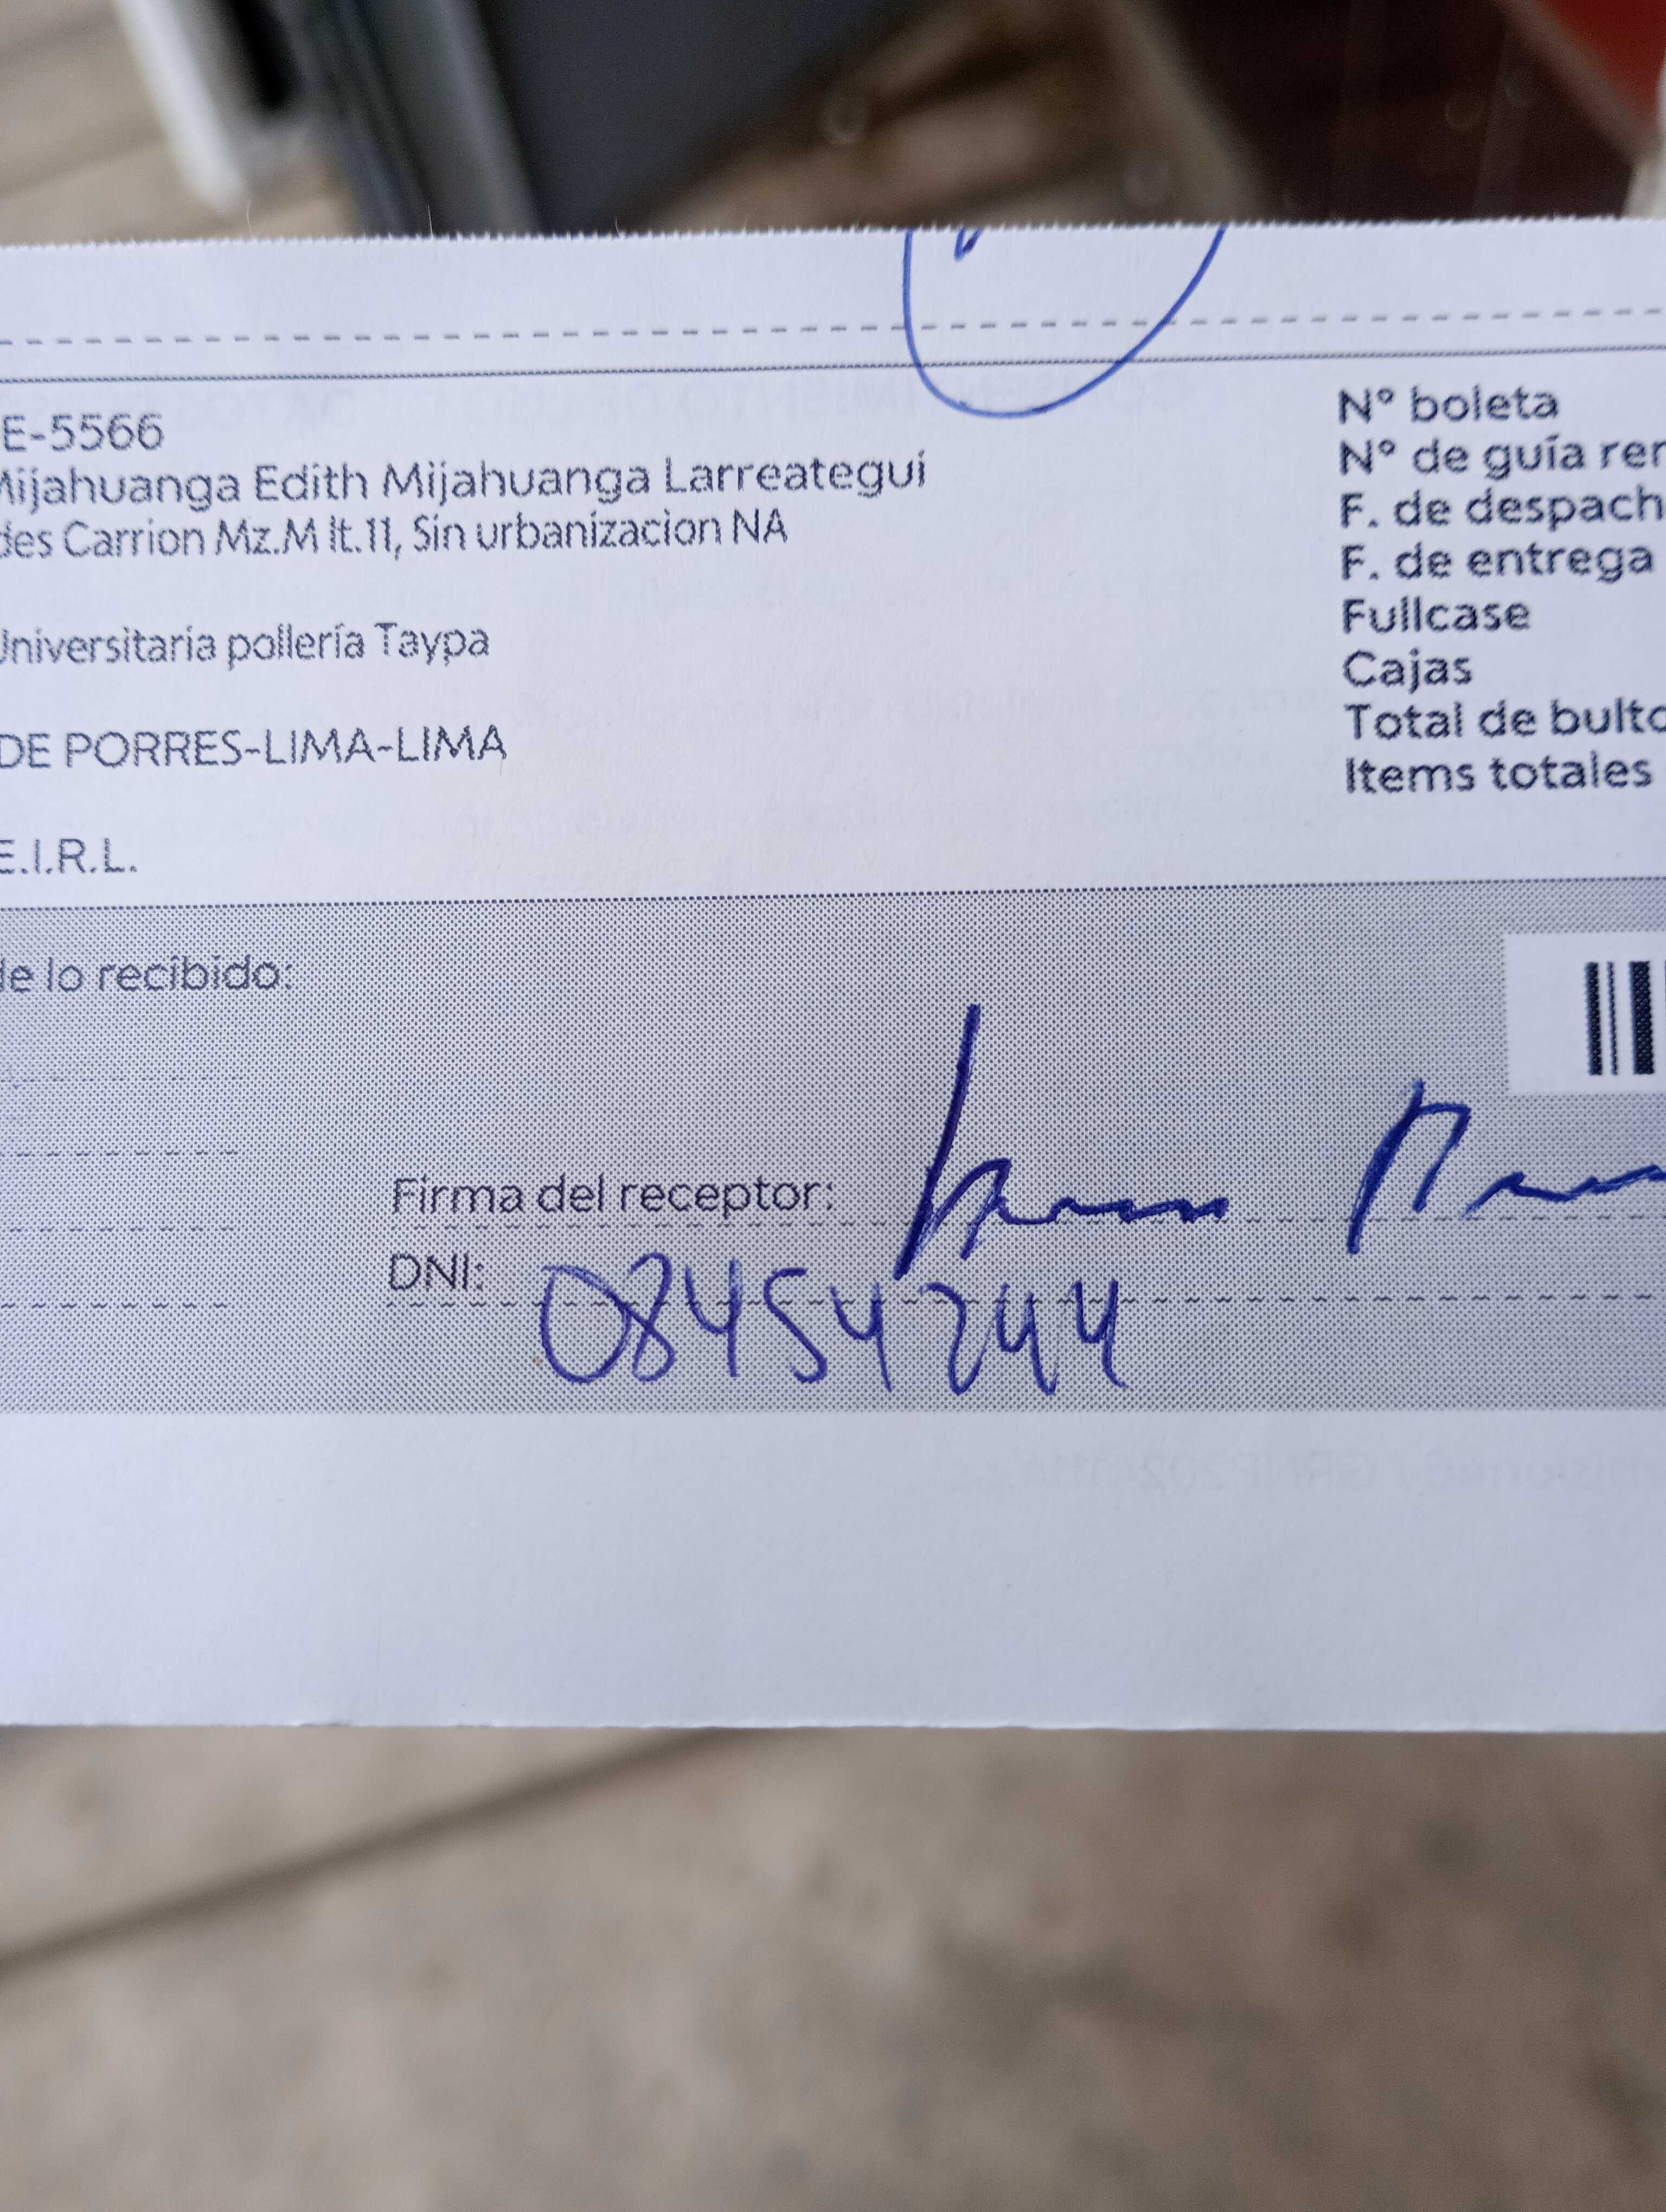 E-5566
Mijahuanga Edith Mijahuanga Larreategui
des Carrion Mz.M lt.11, Sin urbanizacion NA
Universitaria pollería Taypa
DE PORRES-LIMA-LIMA
E.I.R.L.
N° boleta
N° de guía rer
F. de despach
F. de entrega
Fullcase
Cajas
Total de bulto
Items totales
de lo recibido:
Firma del receptor:
DNI: 08454244